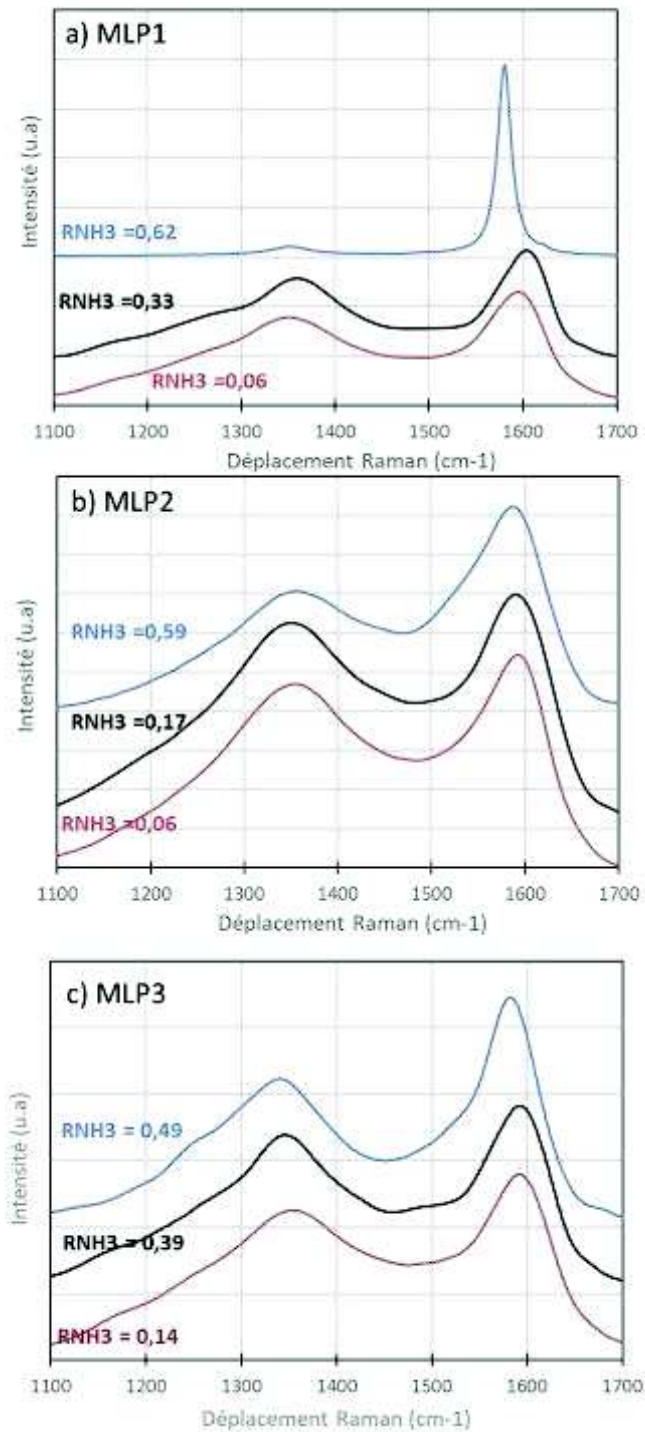 a) MLP1
Intensité (u.a)
RNH3 =0,62
RNH3 =0,33
RNH3 =0,06
1100 1200 1300 1400 1500 1600 1700
Déplacement Raman (cm-1)
b) MLP2
Intensité (u.a)
RNH3 =0,59
RNH3 =0,17
RNH3 =0,06
1100 1200 1300 1400 1500 1600 1700
Déplacement Raman (cm-1)
c) MLP3
Intensité (u.a)
RNH3 = 0,49
RNH3 = 0,39
RNH3 = 0,14
1100 1200 1300 1400 1500 1600 1700
Déplacement Raman (cm-1)